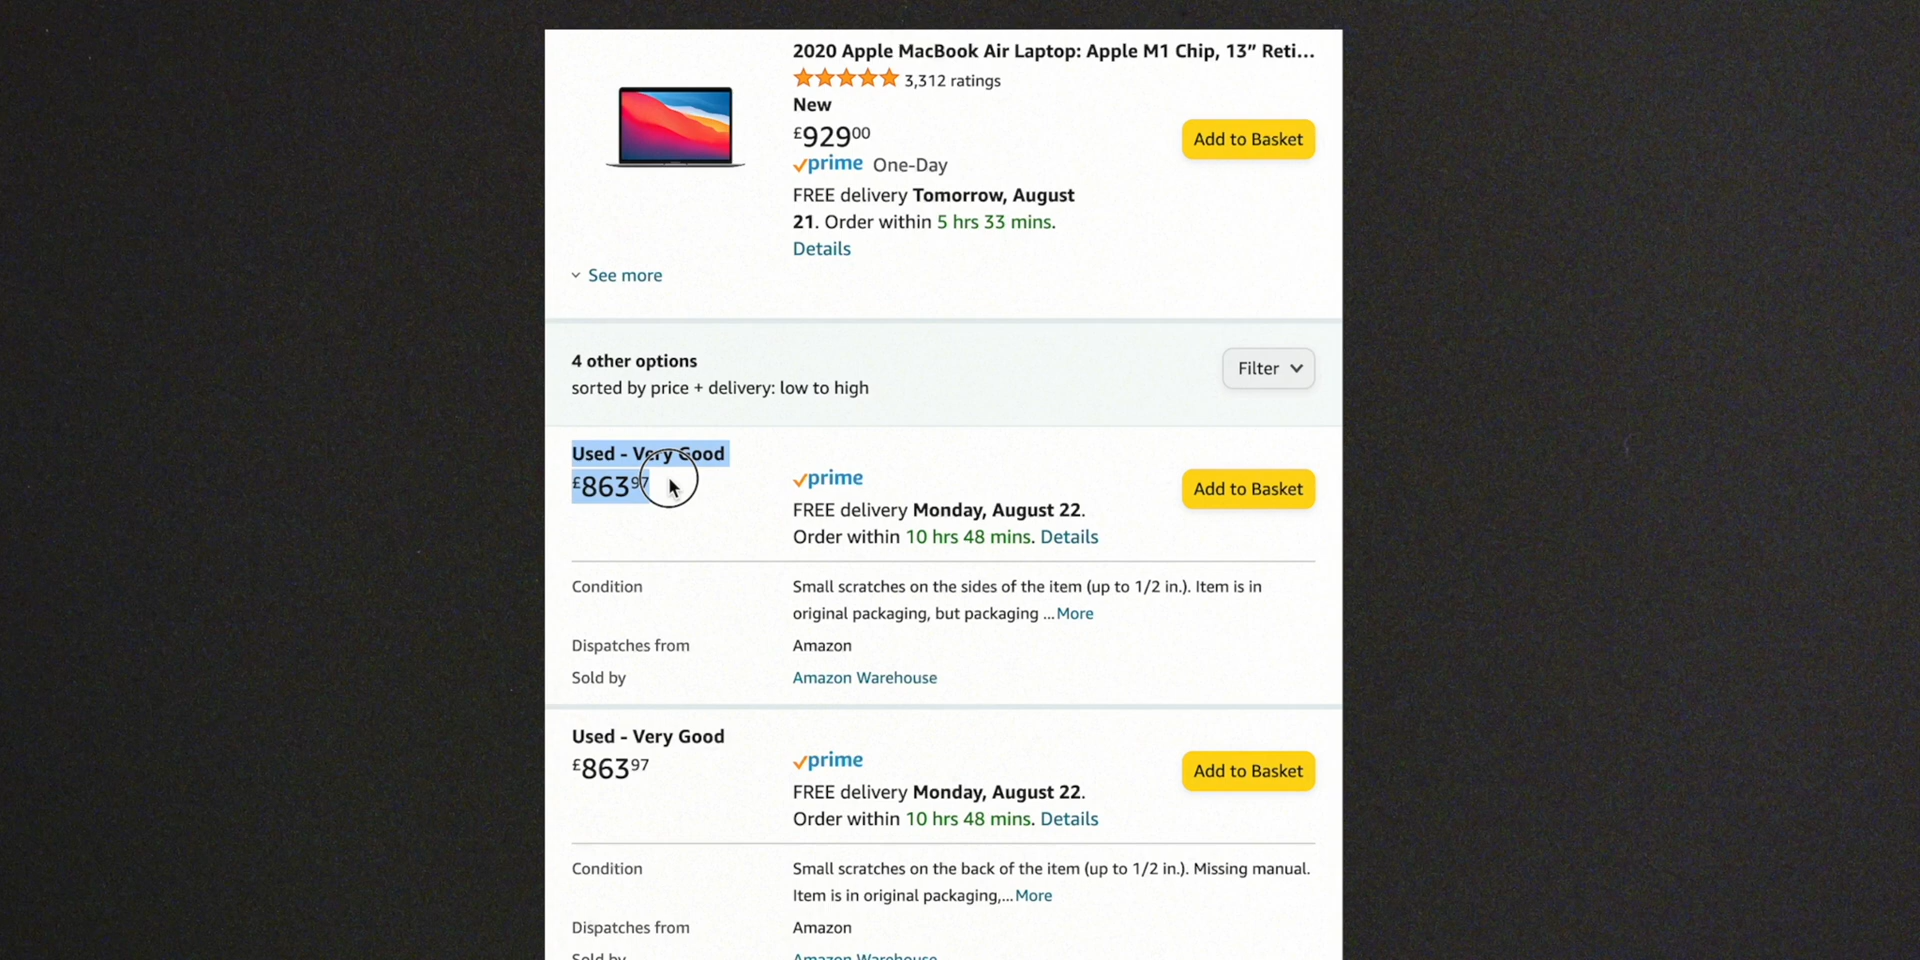 2020 Apple MacBook Air Laptop: Apple M1 Chip, 13” Reti...
3,312 ratings
New
£92900
prime One-Day
FREE delivery Tomorrow, August
21. Order within 5 hrs 33 mins.
Details
Add to Basket
See more
4 other options
sorted by price + delivery: low to high
Filter
Used - Very Good
£86397
prime
FREE delivery Monday, August 22.
Order within 10 hrs 48 mins. Details
Add to Basket
Condition
Small scratches on the sides of the item (up to 1/2 in.). Item is in
original packaging, but packaging ...More
Dispatches from
Amazon
Sold by
Amazon Warehouse
Used - Very Good
£86397
prime
FREE delivery Monday, August 22.
Order within 10 hrs 48 mins. Details
Add to Basket
Condition
Small scratches on the back of the item (up to 1/2 in.). Missing manual.
Item is in original packaging,...More
Dispatches from
Amazon
Sold by
Amazon Warehouse